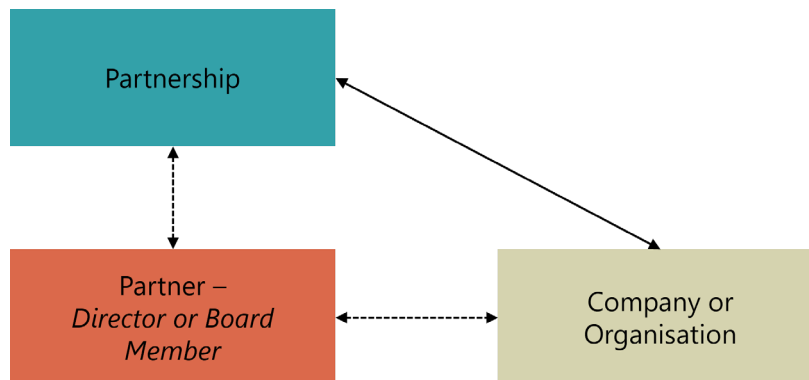 Partnership
Partner –
Director or Board
Member
Company or
Organisation